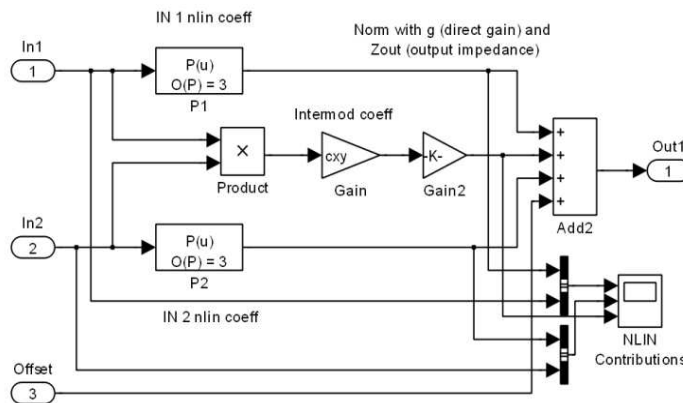 IN 1 nlin coeff
Norm with g (direct gain) and
Zout (output impedance)
In1
1
P(u)
O(P) = 3
P1
Intermod coeff
×
Product
cxy
Gain
-K-
Gain2
+
+
+
+
Add2
Out1
1
In2
2
P(u)
O(P) = 3
P2
IN 2 nlin coeff
NLIN
Contributions
Offset
3